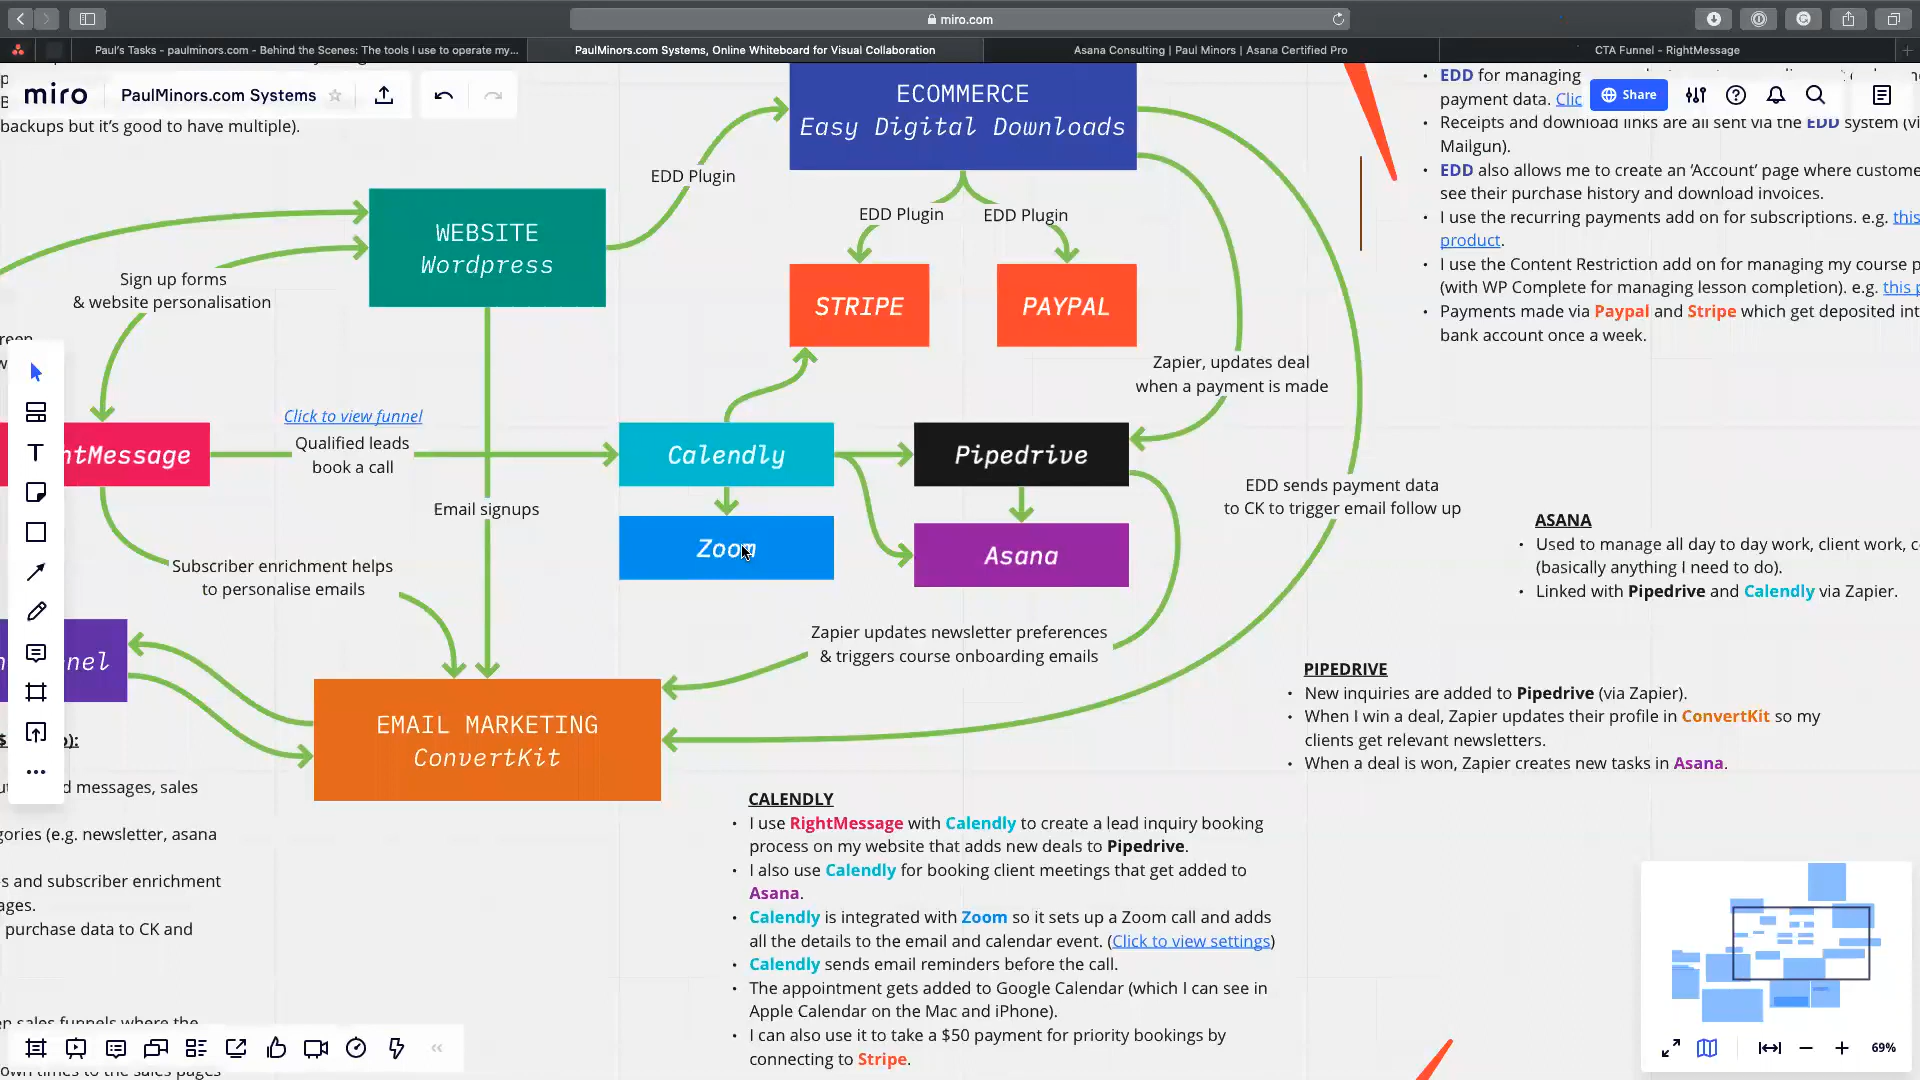 miro.com
Paul's Tasks - paulminors.com - Behind the Scenes: The tools I use to operate my...
PaulMinors.com Systems, Online Whiteboard for Visual Collaboration
Asana Consulting | Paul Minors | Asana Certified Pro
CTA Funnel - RightMessage
miro
PaulMinors.com Systems
Share
backups but it's good to have multiple).
ECOMMERCE
Easy Digital Downloads
EDD Plugin
EDD Plugin
EDD Plugin
WEBSITE
Wordpress
STRIPE
PAYPAL
Sign up forms
& website personalisation
Zapier, updates deal
when a payment is made
Click to view funnel
Qualified leads
book a call
htMessage
Calendly
Pipedrive
Zoom
Asana
Email signups
EDD sends payment data
to CK to trigger email follow up
Subscriber enrichment helps
to personalise emails
Zapier updates newsletter preferences
& triggers course onboarding emails
nel
EMAIL MARKETING
ConvertKit
• EDD for managing
payment data. Clic
Receipts and download links are all sent via the EDD system (vi
Mailgun).
• EDD also allows me to create an 'Account' page where custome
see their purchase history and download invoices.
• I use the recurring payments add on for subscriptions. e.g. this
product.
• I use the Content Restriction add on for managing my course p
(with WP Complete for managing lesson completion). e.g. this p
• Payments made via Paypal and Stripe which get deposited int
bank account once a week.
ASANA
• Used to manage all day to day work, client work, c
(basically anything I need to do).
• Linked with Pipedrive and Calendly via Zapier.
PIPEDRIVE
• New inquiries are added to Pipedrive (via Zapier).
• When I win a deal, Zapier updates their profile in ConvertKit so my
clients get relevant newsletters.
• When a deal is won, Zapier creates new tasks in Asana.
CALENDLY
• I use RightMessage with Calendly to create a lead inquiry booking
process on my website that adds new deals to Pipedrive.
• I also use Calendly for booking client meetings that get added to
Asana.
• Calendly is integrated with Zoom so it sets up a Zoom call and adds
all the details to the email and calendar event. (Click to view settings)
• Calendly sends email reminders before the call.
• The appointment gets added to Google Calendar (which I can see in
Apple Calendar on the Mac and iPhone).
• I can also use it to take a $50 payment for priority bookings by
connecting to Stripe.
d messages, sales
gories (e.g. newsletter, asana
s and subscriber enrichment
ages.
purchase data to CK and
sales funnels where the
own times to the sales pages
69%